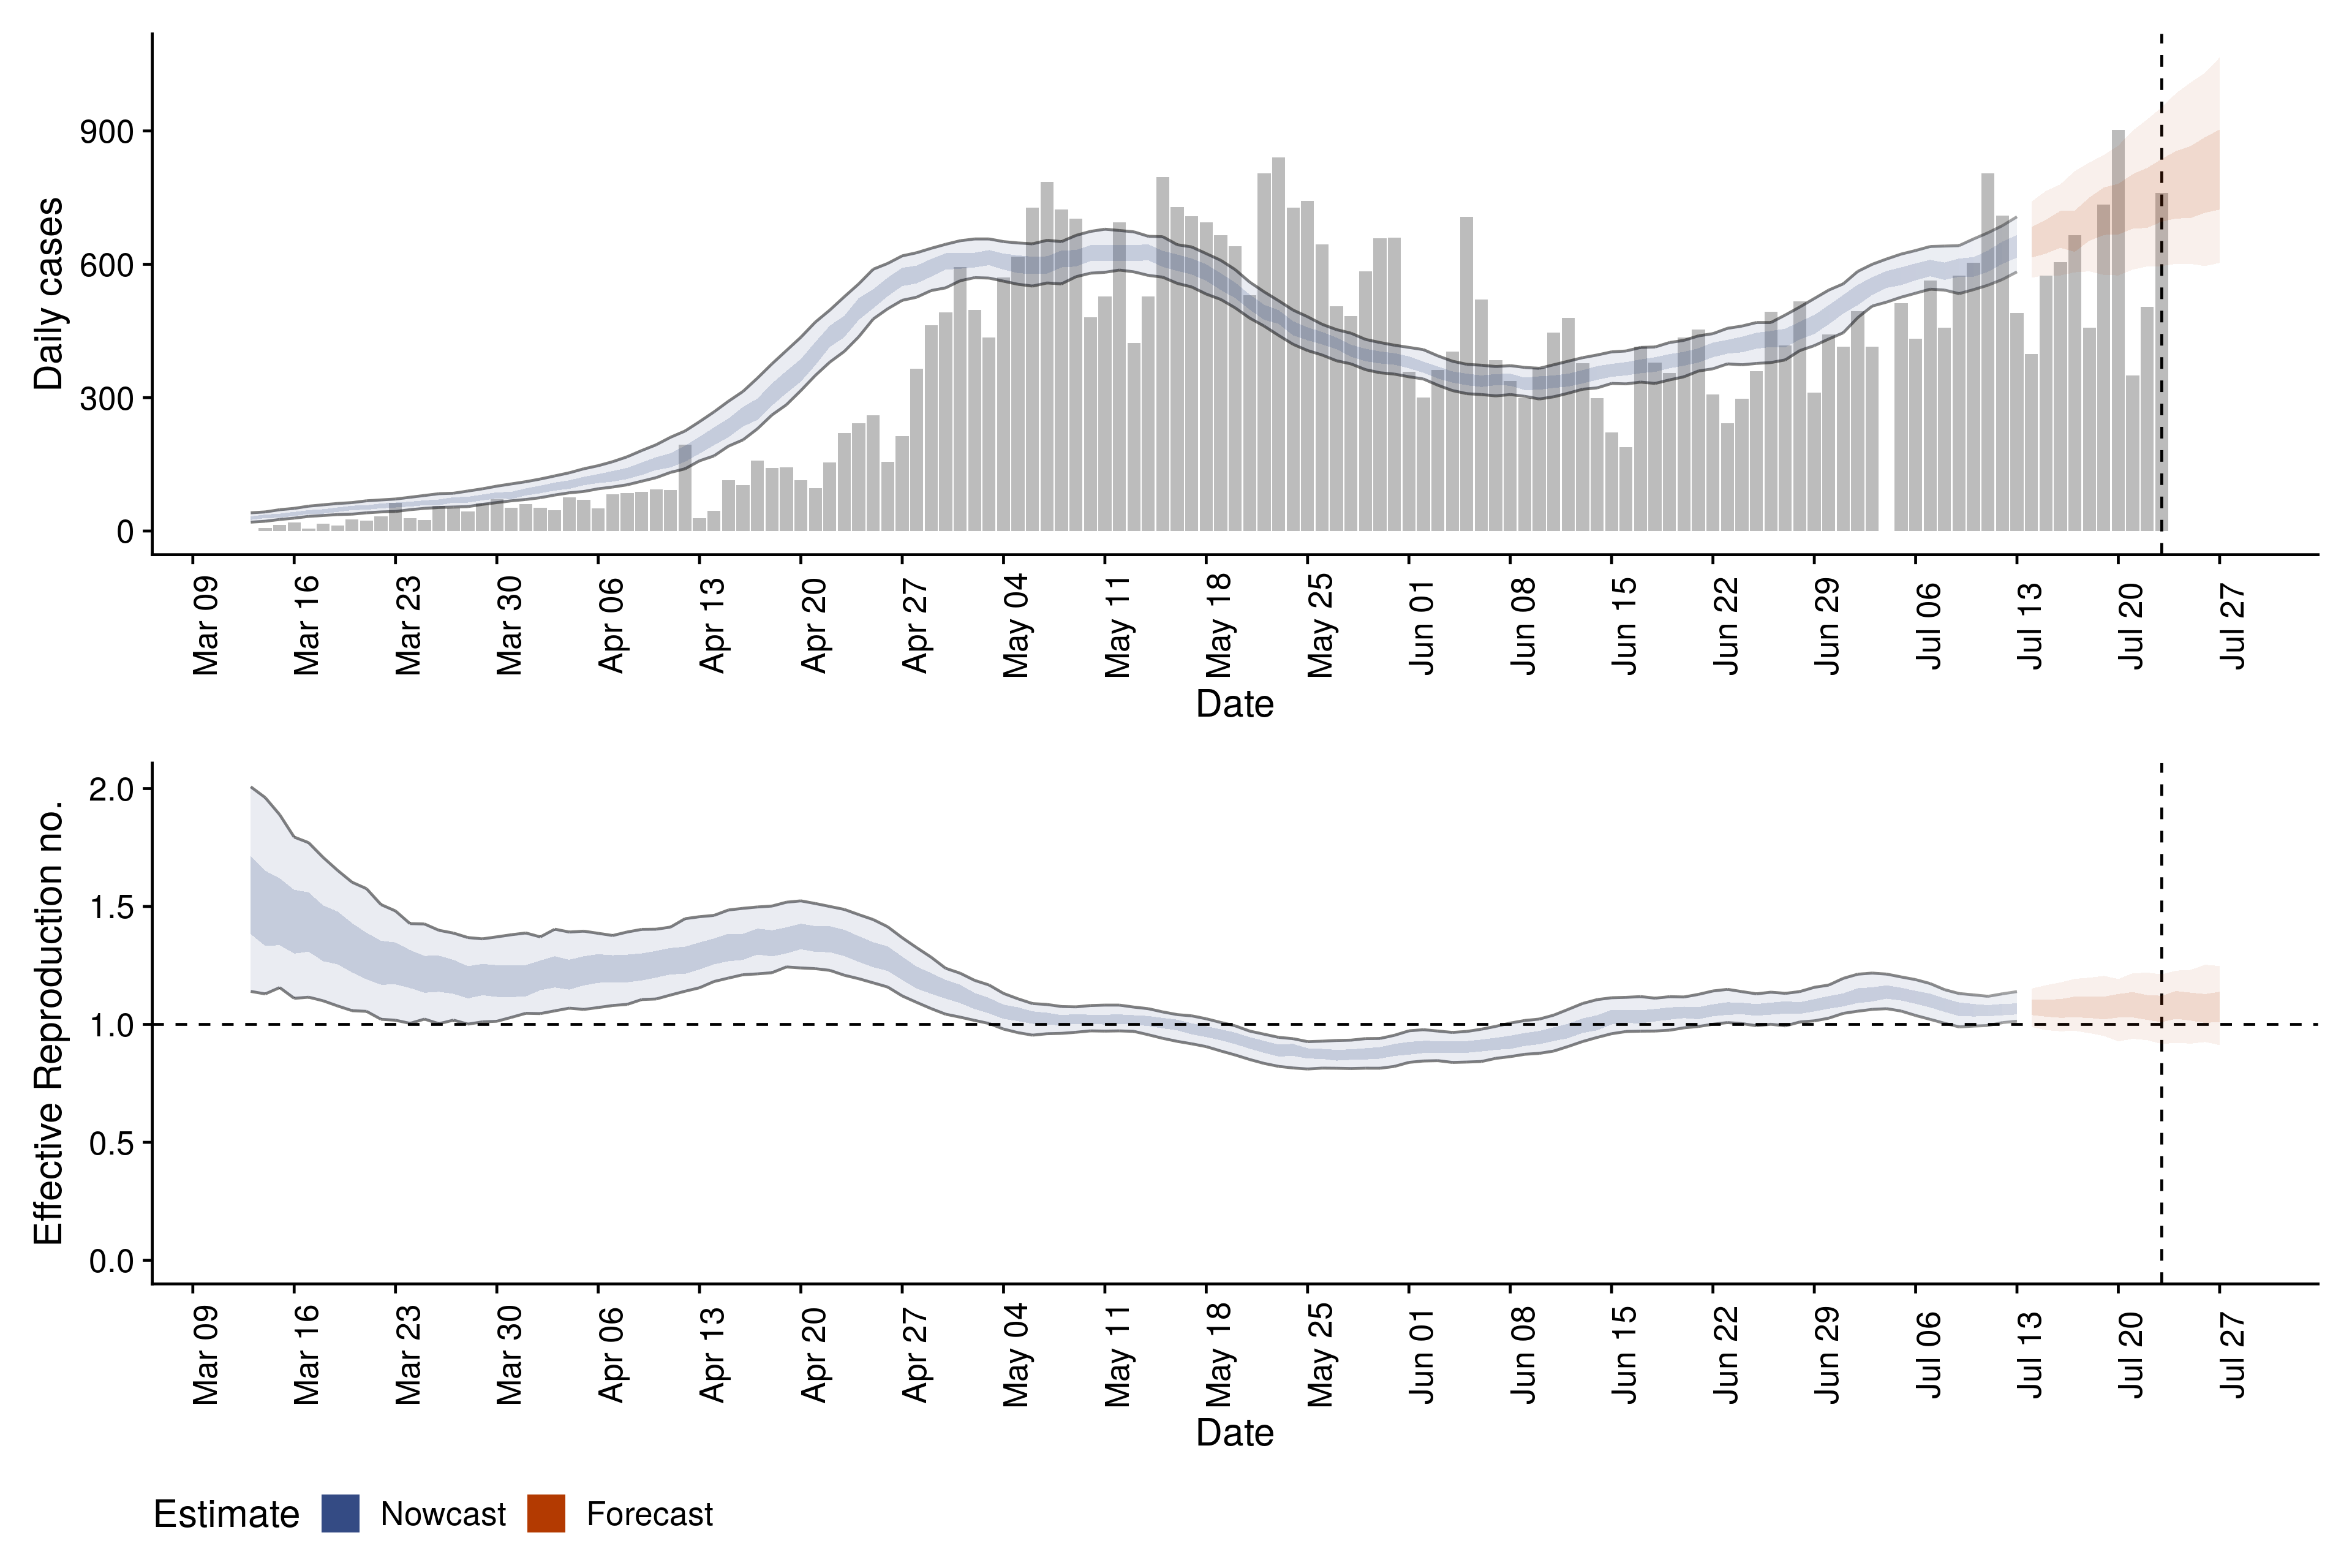 Daily cases
900
600
300
0
Mar 09
Mar 16
Mar 23
Mar 30
Apr 06
Apr 13
Apr 20
Apr 27
May 04
May 11
May 18
May 25
Jun 01
Jun 08
Jun 15
Jun 22
Jun 29
Jul 06
Jul 13
Jul 20
Jul 27
Date
Effective Reproduction no.
2.0
1.5
1.0
0.5
0.0
Mar 09
Mar 16
Mar 23
Mar 30
Apr 06
Apr 13
Apr 20
Apr 27
May 04
May 11
May 18
May 25
Jun 01
Jun 08
Jun 15
Jun 22
Jun 29
Jul 06
Jul 13
Jul 20
Jul 27
Date
Estimate Nowcast Forecast